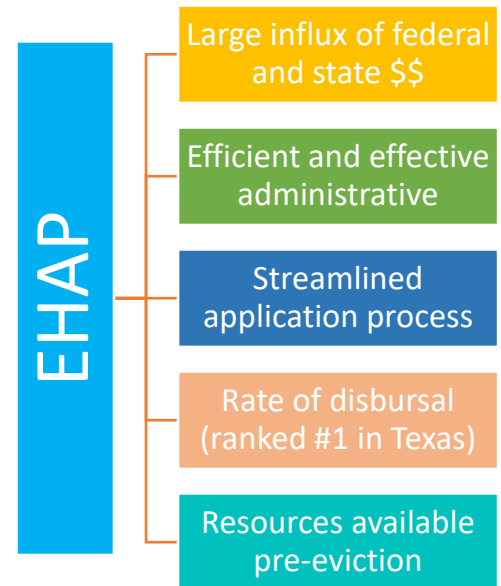 EHAP
Large influx of federal
and state $$
Efficient and effective
administrative
Streamlined
application process
Rate of disbursal
(ranked #1 in Texas)
Resources available
pre-eviction